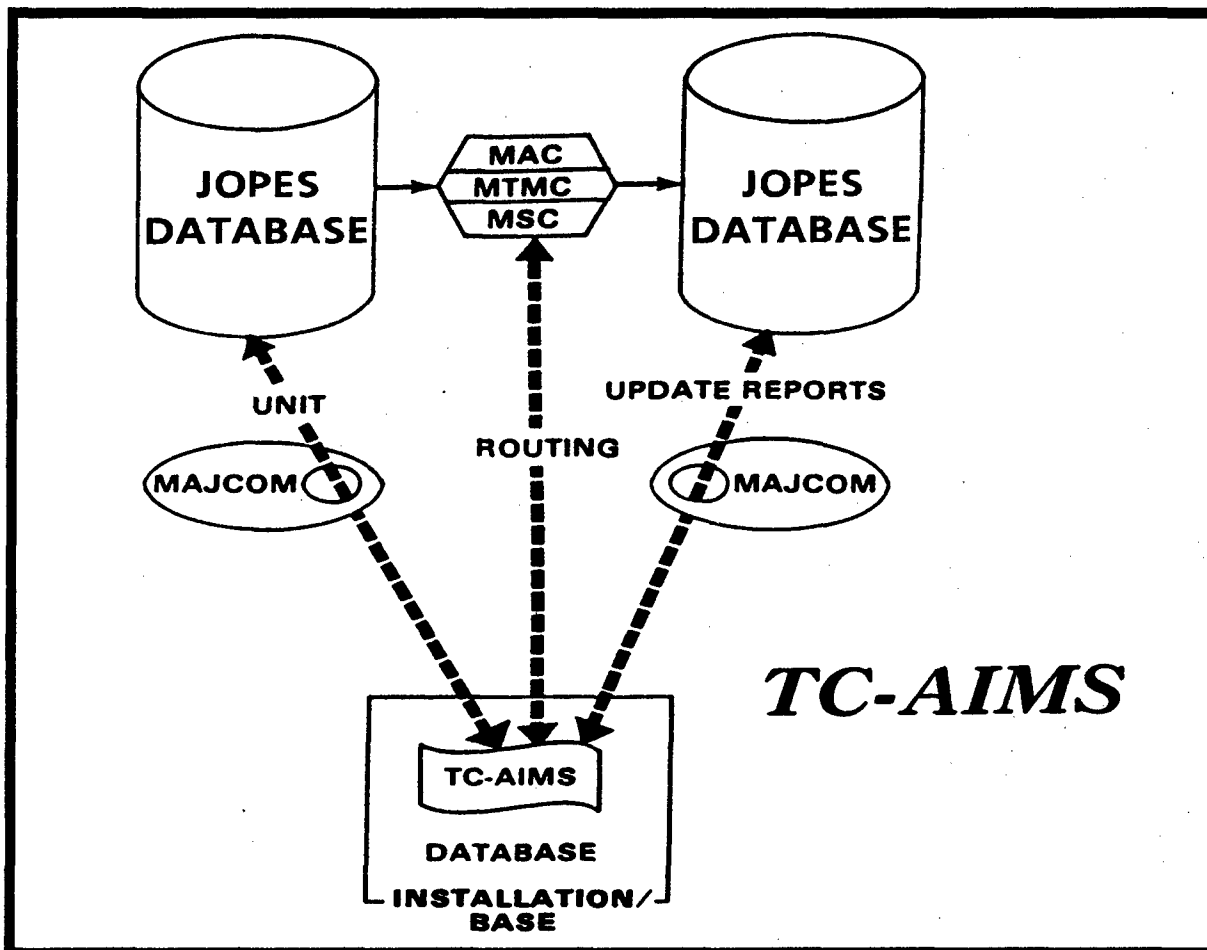 JOPES
DATABASE
MAC
MTMC
MSC
JOPES
DATABASE
UNIT
ROUTING
UPDATE REPORTS
MAJCOM
MAJCOM
TC-AIMS
TC-AIMS
DATABASE
INSTALLATION/
BASE